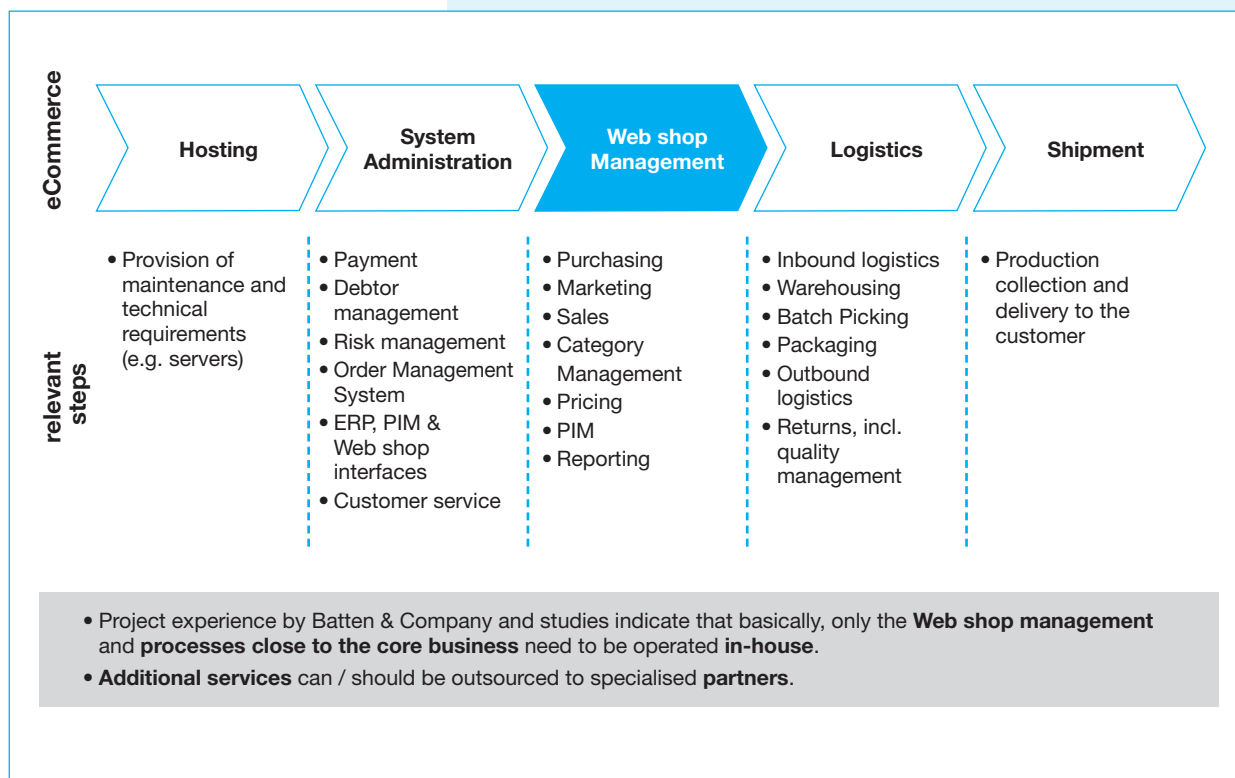 eCommerce
Hosting
System
Administration
Web shop
Management
Logistics
Shipment
relevant
steps
• Provision of
maintenance and
technical
requirements
(e.g. servers)
• Payment
• Debtor
management
• Risk management
• Order Management
System
• ERP, PIM &
Web shop
interfaces
• Customer service
• Purchasing
• Marketing
• Sales
• Category
Management
• Pricing
• PIM
• Reporting
• Inbound logistics
• Warehousing
• Batch Picking
• Packaging
• Outbound
logistics
• Returns, incl.
quality
management
• Production
collection and
delivery to the
customer
• Project experience by Batten & Company and studies indicate that basically, only the Web shop management
and processes close to the core business need to be operated in-house.
• Additional services can / should be outsourced to specialised partners.